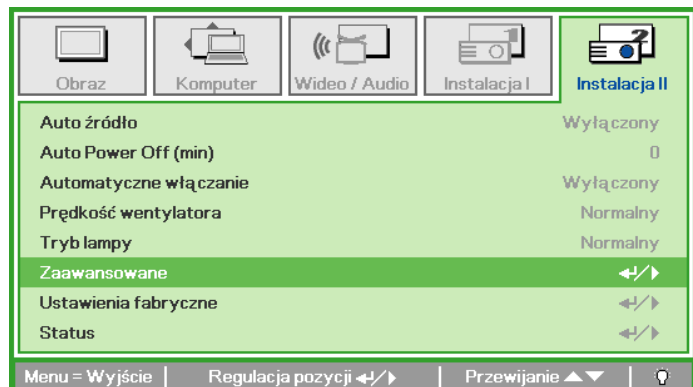 Obraz
Komputer
Wideo / Audio
Instalacja I
Instalacja II
Auto źródło Wyłączony
Auto Power Off (min) 0
Automatyczne włączanie Wyłączony
Prędkość wentylatora Normalny
Tryb lampy Normalny
Zaawansowane ↵/▶
Ustawienia fabryczne ↵/▶
Status ↵/▶
Menu = Wyjście | Regulacja pozycji ↵/▶ | Przewijanie ▲▼ |